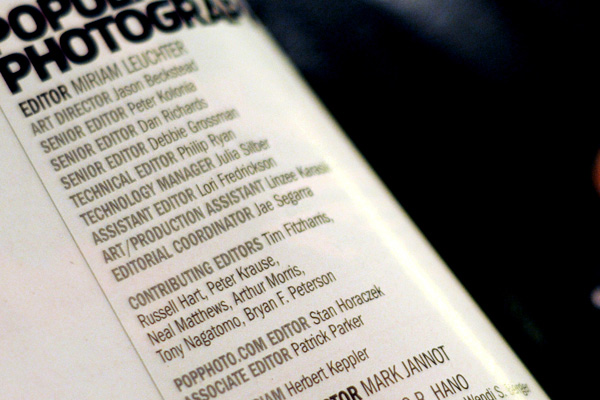 PHOTOGRA
EDITOR MIRIAM LEUCHTER
ART DIRECTOR Jason Beckstead
SENIOR EDITOR Peter Kolonia
SENIOR EDITOR Dan Richards
SENIOR EDITOR Debbie Grossman
TECHNICAL EDITOR Philip Ryan
TECHNOLOGY MANAGER Julia Silber
ASSISTANT EDITOR Lori Fredrickson
ART/PRODUCTION ASSISTANT Linzee
EDITORIAL COORDINATOR Jae Segarra
CONTRIBUTING EDITORS Tim Fitzharris,
Russell Hart, Peter Krause,
Neal Matthews, Arthur Morris,
Tony Nagatomo, Bryan F. Peterson
POPPHOTO.COM EDITOR Stan Horaczek
ASSOCIATE EDITOR Patrick Parker
Herbert Keppler
MARK JANNOT
HANO
Wendi S.